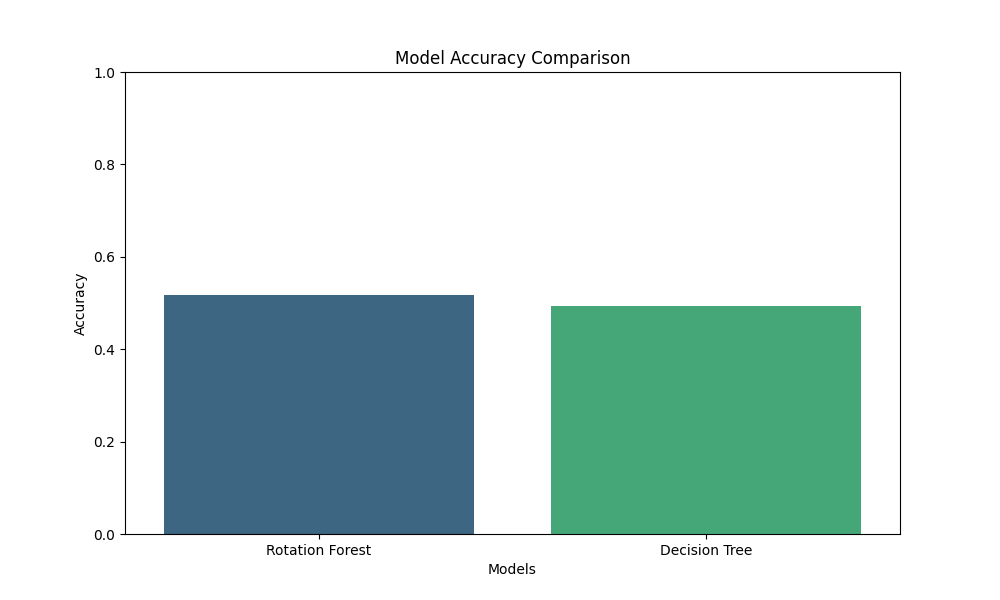 Model Accuracy Comparison
1.0
0.8
0.6
0.4
0.2
0.0
Accuracy
Rotation Forest
Decision Tree
Models